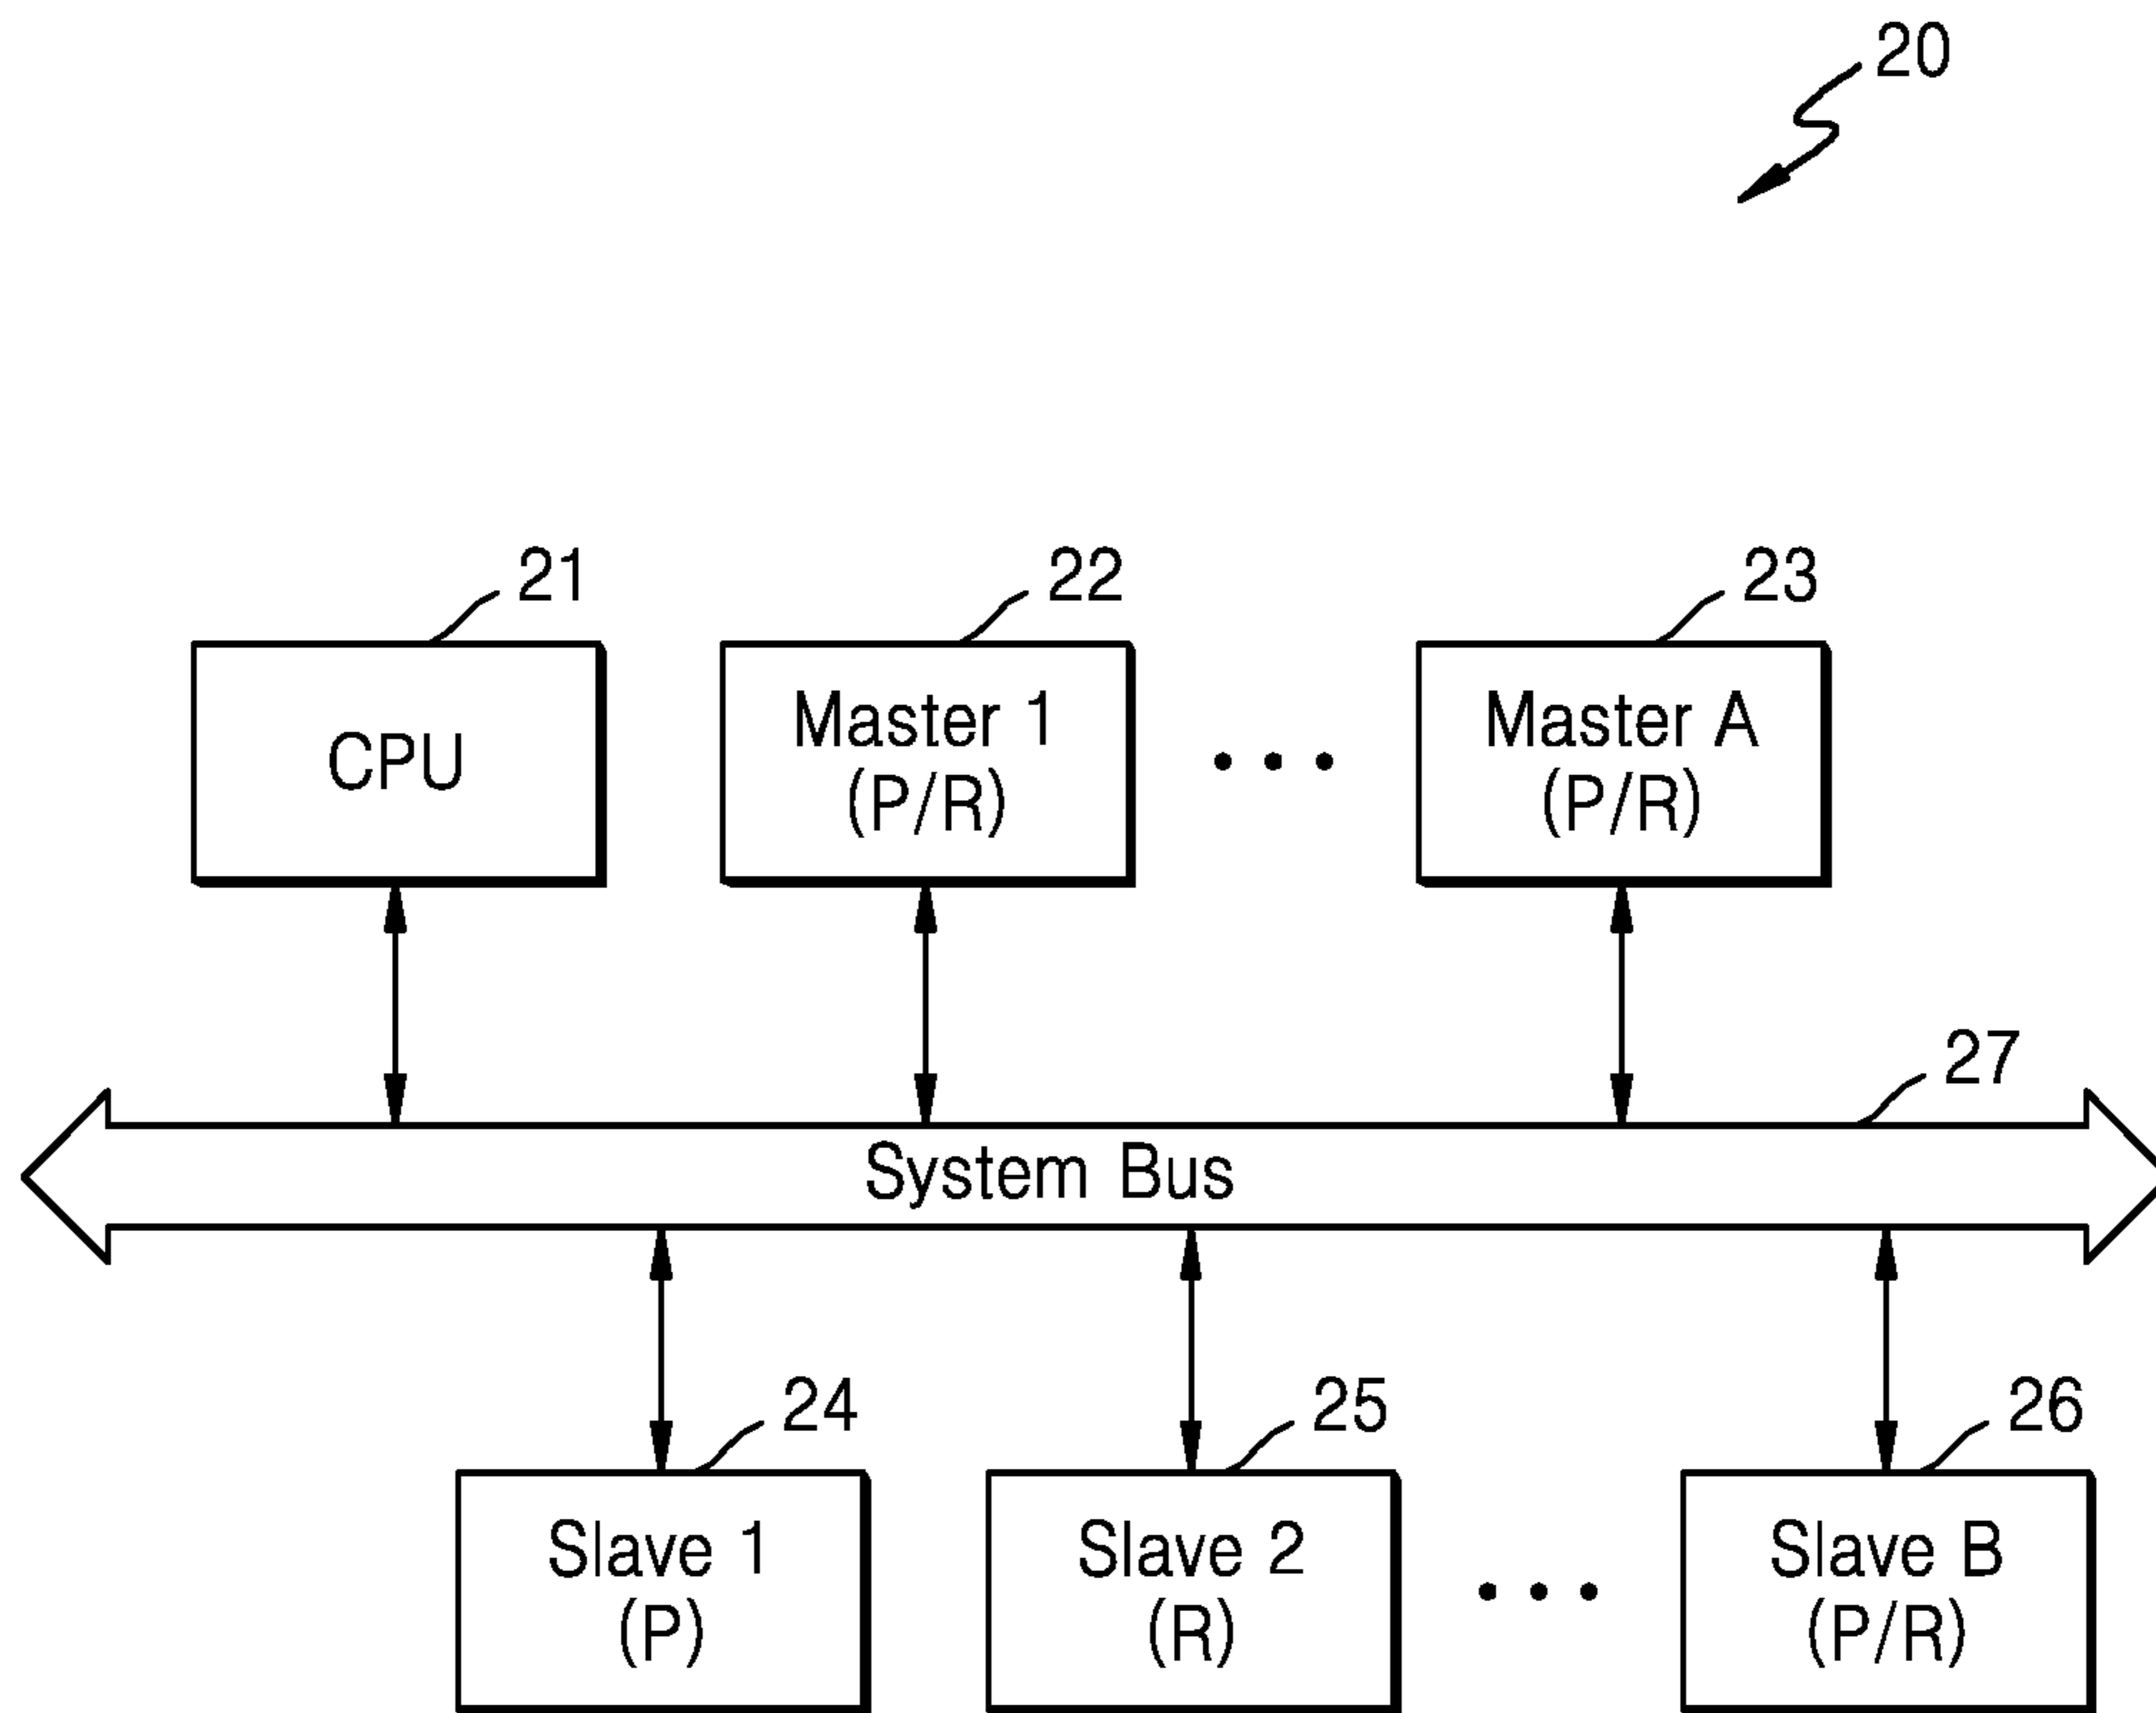 20
21
22
23
CPU
Master 1
(P/R)
Master A
(P/R)
27
System Bus
24
25
26
Slave 1
(P)
Slave 2
(R)
Slave B
(P/R)